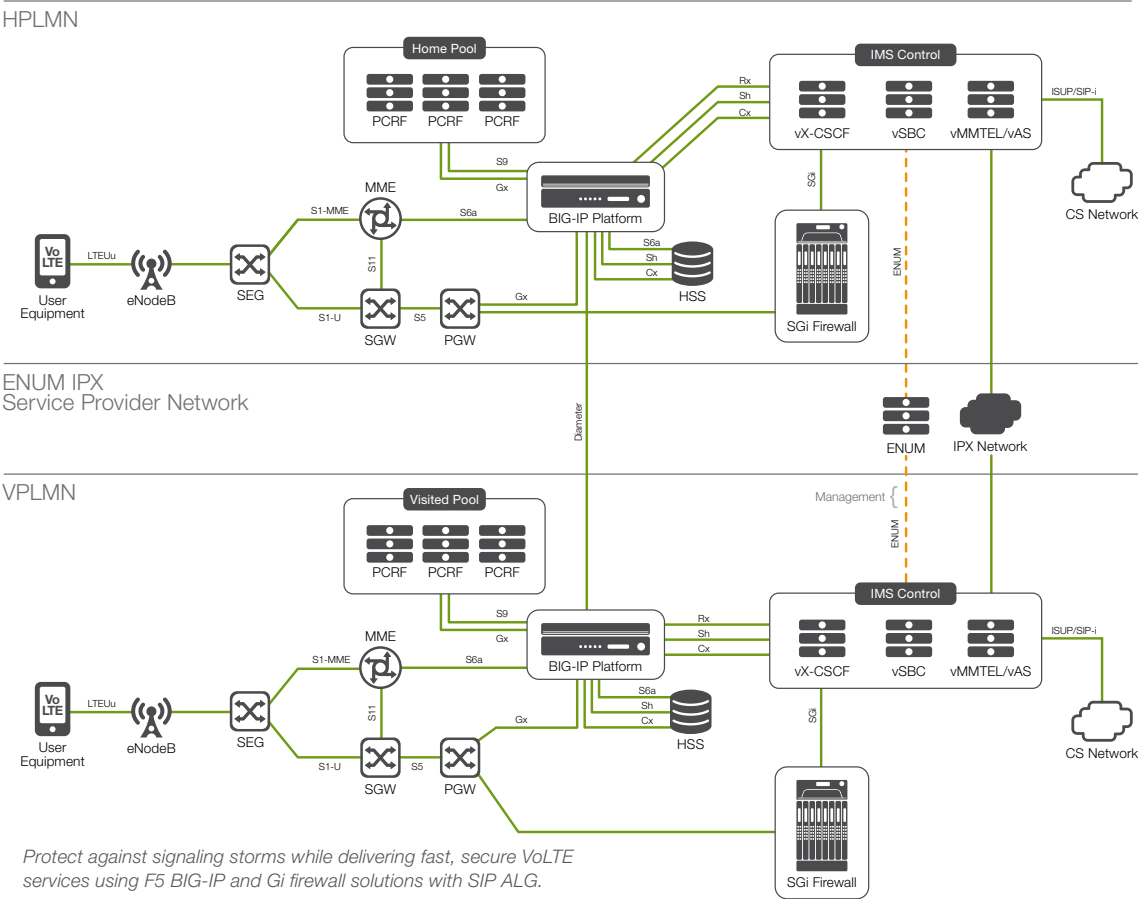 HPLMN
Home Pool
PCRF PCRF PCRF
IMS Control
vX-CSCF vSBC vMMTEL/vAS
Rx
Sh
Cx
ISUP/SIP-i
CS Network
S9
Gx
BIG-IP Platform
MME
S1-MME
S6a
S11
Vo
LTE
User
Equipment
LTEUu
eNodeB
SEG
S1-U
SGW
S5
PGW
Gx
S6a
Sh
Cx
HSS
SGi
SGi Firewall
ENUM
ENUM IPX
Service Provider Network
Diameter
ENUM
IPX Network
VPLMN
Management {
ENUM
Visited Pool
PCRF PCRF PCRF
IMS Control
vX-CSCF vSBC vMMTEL/vAS
Rx
Sh
Cx
ISUP/SIP-i
CS Network
S9
Gx
BIG-IP Platform
MME
S1-MME
S6a
S11
Vo
LTE
User
Equipment
LTEUu
eNodeB
SEG
S1-U
SGW
S5
PGW
Gx
S6a
Sh
Cx
HSS
SGi
SGi Firewall
Protect against signaling storms while delivering fast, secure VoLTE
services using F5 BIG-IP and Gi firewall solutions with SIP ALG.